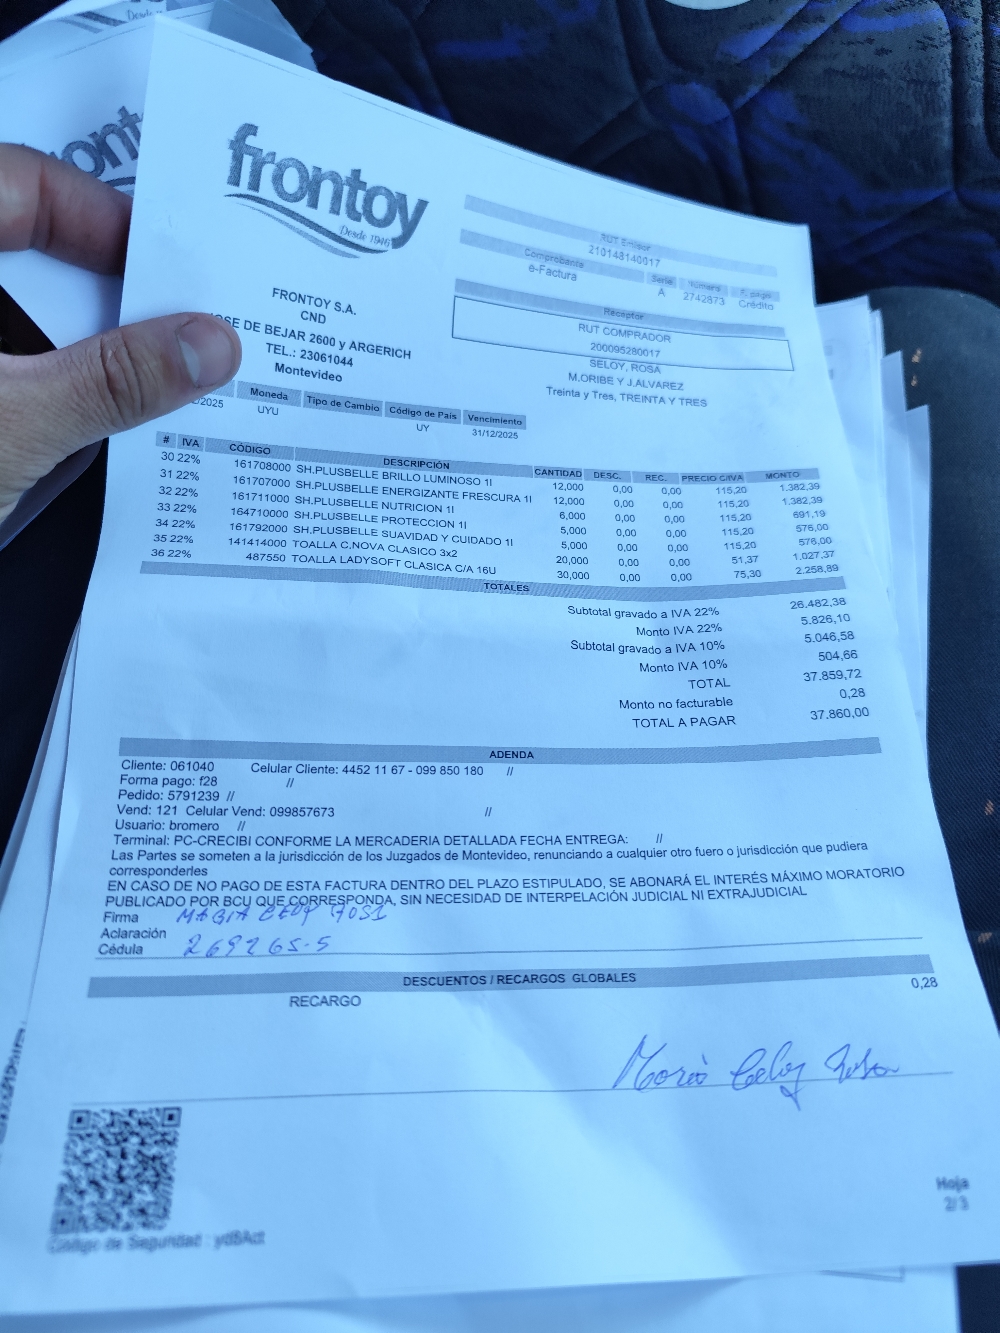 frontoy
Desde 1946
RUT Emisor
210148140017
Comprobante Serie Número F. pago
e-Factura A 2742873 Crédito
Receptor
RUT COMPRADOR
200095280017
SELOY, ROSA
M.ORIBE Y J.ALVAREZ
Treinta y Tres, TREINTA Y TRES
FRONTOY S.A.
CND
OSE DE BEJAR 2600 y ARGERICH
TEL.: 23061044
Montevideo
Moneda Tipo de Cambio Código de País Vencimiento
/2025 UYU UY 31/12/2025
# IVA CÓDIGO DESCRIPCIÓN CANTIDAD DESC. REC. PRECIO C/IVA MONTO
30 22% 161708000 SH.PLUSBELLE BRILLO LUMINOSO 1l 12,000 0,00 0,00 115,20 1.382,39
31 22% 161707000 SH.PLUSBELLE ENERGIZANTE FRESCURA 1l 12,000 0,00 0,00 115,20 1.382,39
32 22% 161711000 SH.PLUSBELLE NUTRICION 1l 6,000 0,00 0,00 115,20 691,19
33 22% 164710000 SH.PLUSBELLE PROTECCION 1l 5,000 0,00 0,00 115,20 576,00
34 22% 161792000 SH.PLUSBELLE SUAVIDAD Y CUIDADO 1l 5,000 0,00 0,00 115,20 576,00
35 22% 141414000 TOALLA C.NOVA CLASICO 3x2 20,000 0,00 0,00 51,37 1.027,37
36 22% 487550 TOALLA LADYSOFT CLASICA C/A 16U 30,000 0,00 0,00 75,30 2.258,89
TOTALES
Subtotal gravado a IVA 22% 26.482,38
Monto IVA 22% 5.826,10
Subtotal gravado a IVA 10% 5.046,58
Monto IVA 10% 504,66
TOTAL 37.859,72
Monto no facturable 0,28
TOTAL A PAGAR 37.860,00
ADENDA
Cliente: 061040 Celular Cliente: 4452 11 67 - 099 850 180 //
Forma pago: f28 //
Pedido: 5791239 //
Vend: 121 Celular Vend: 099857673 //
Usuario: bromero //
Terminal: PC-CRECIBI CONFORME LA MERCADERIA DETALLADA FECHA ENTREGA: //
Las Partes se someten a la jurisdicción de los Juzgados de Montevideo, renunciando a cualquier otro fuero o jurisdicción que pudiera
corresponderles
EN CASO DE NO PAGO DE ESTA FACTURA DENTRO DEL PLAZO ESTIPULADO, SE ABONARÁ EL INTERÉS MÁXIMO MORATORIO
PUBLICADO POR BCU QUE CORRESPONDA, SIN NECESIDAD DE INTERPELACIÓN JUDICIAL NI EXTRAJUDICIAL
Firma
Aclaración
Cédula 269265-5
DESCUENTOS / RECARGOS GLOBALES
RECARGO 0,28
Código de Seguridad : yd8Act
Hoja
2/3